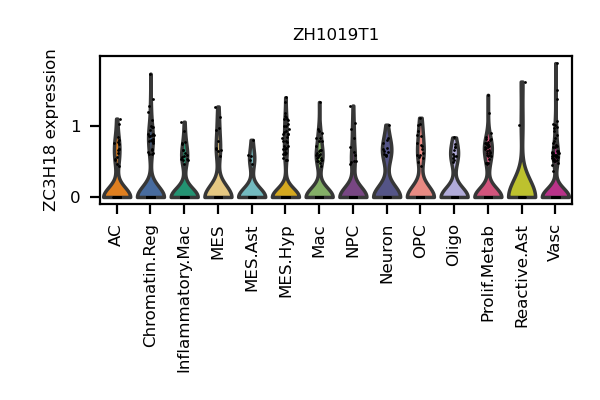 ZH1019T1
ZC3H18 expression
1
0
AC
Chromatin.Reg
Inflammatory.Mac
MES
MES.Ast
MES.Hyp
Mac
NPC
Neuron
OPC
Oligo
Prolif.Metab
Reactive.Ast
Vasc